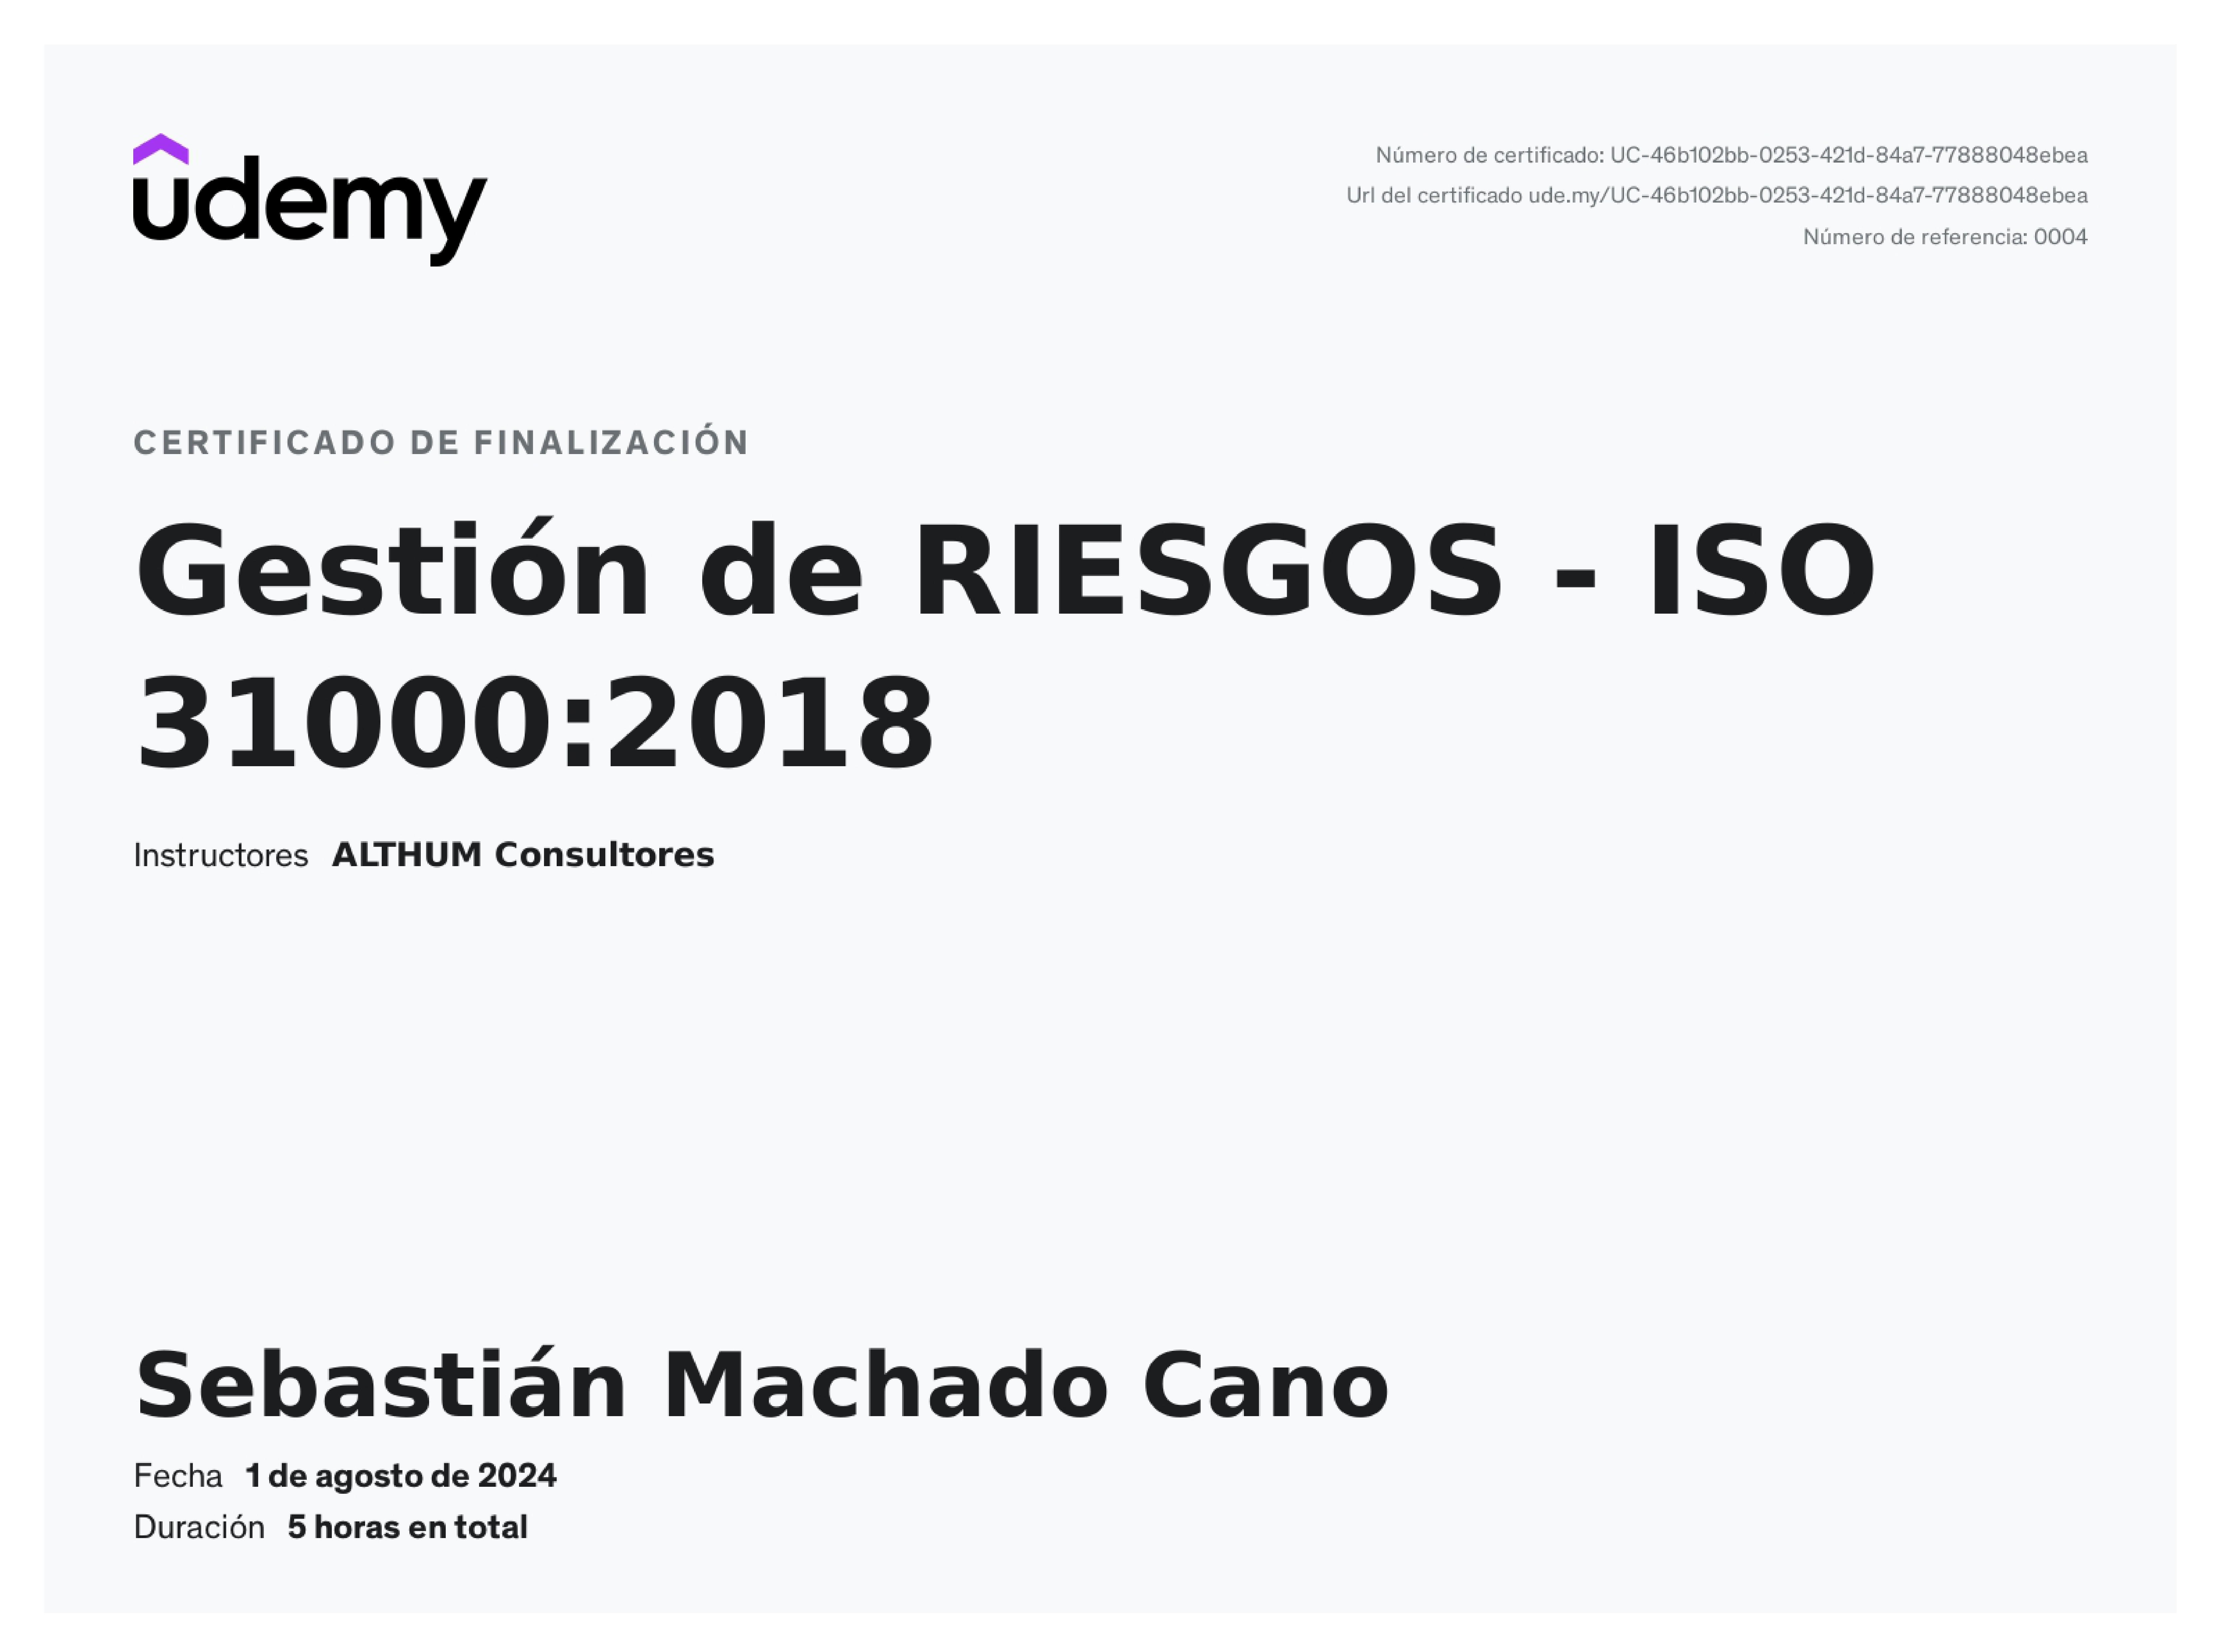 udemy
Número de certificado: UC-46b102bb-0253-421d-84a7-77888048ebea
Url del certificado ude.my/UC-46b102bb-0253-421d-84a7-77888048ebea
Número de referencia: 0004
CERTIFICADO DE FINALIZACIÓN
Gestión de RIESGOS - ISO
31000:2018
Instructores ALTHUM Consultores
Sebastián Machado Cano
Fecha 1 de agosto de 2024
Duración 5 horas en total